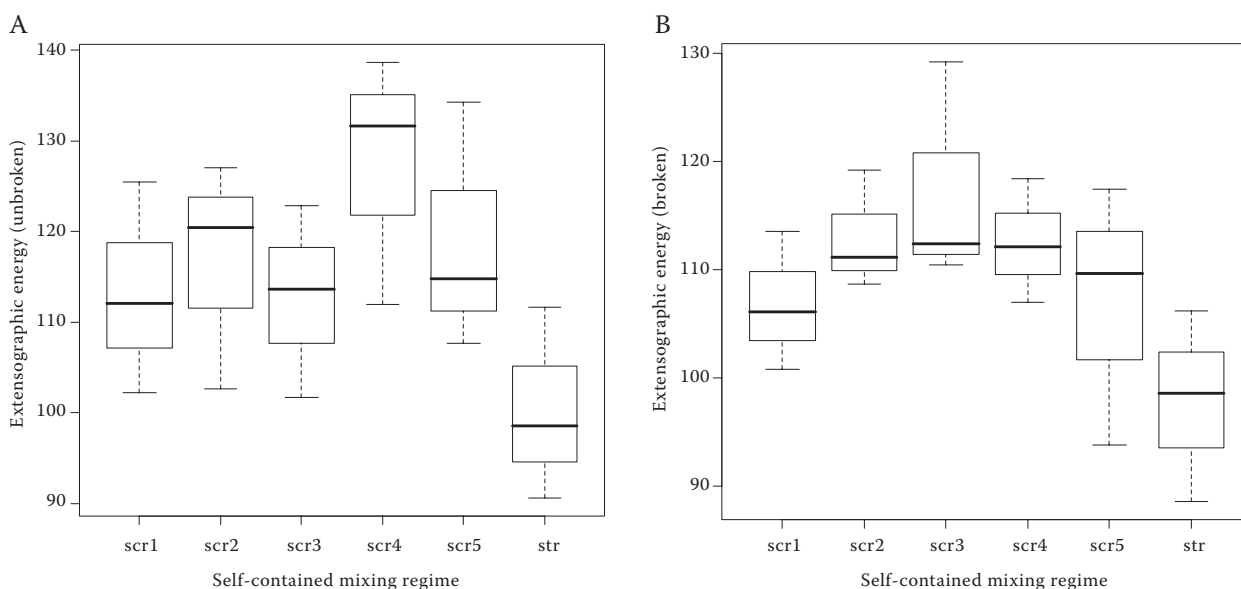 A
Extensographic energy (unbroken)
140
130
120
110
100
90
scr1 scr2 scr3 scr4 scr5 str
Self-contained mixing regime
B
Extensographic energy (broken)
130
120
110
100
90
scr1 scr2 scr3 scr4 scr5 str
Self-contained mixing regime